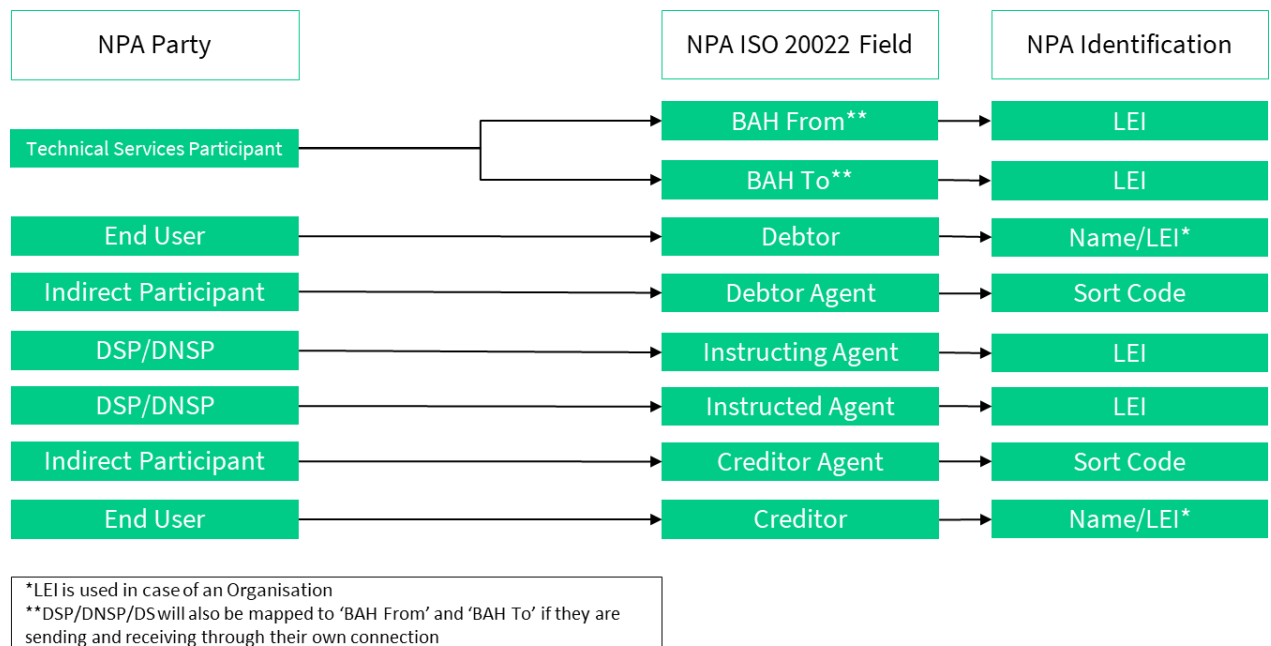 NPA Party
NPA ISO 20022 Field
NPA Identification
Technical Services Participant
BAH From**
LEI
BAH To**
LEI
End User
Debtor
Name/LEI*
Indirect Participant
Debtor Agent
Sort Code
DSP/DNSP
Instructing Agent
LEI
DSP/DNSP
Instructed Agent
LEI
Indirect Participant
Creditor Agent
Sort Code
End User
Creditor
Name/LEI*
*LEI is used in case of an Organisation
**DSP/DNSP/DS will also be mapped to ‘BAH From’ and ‘BAH To’ if they are
sending and receiving through their own connection